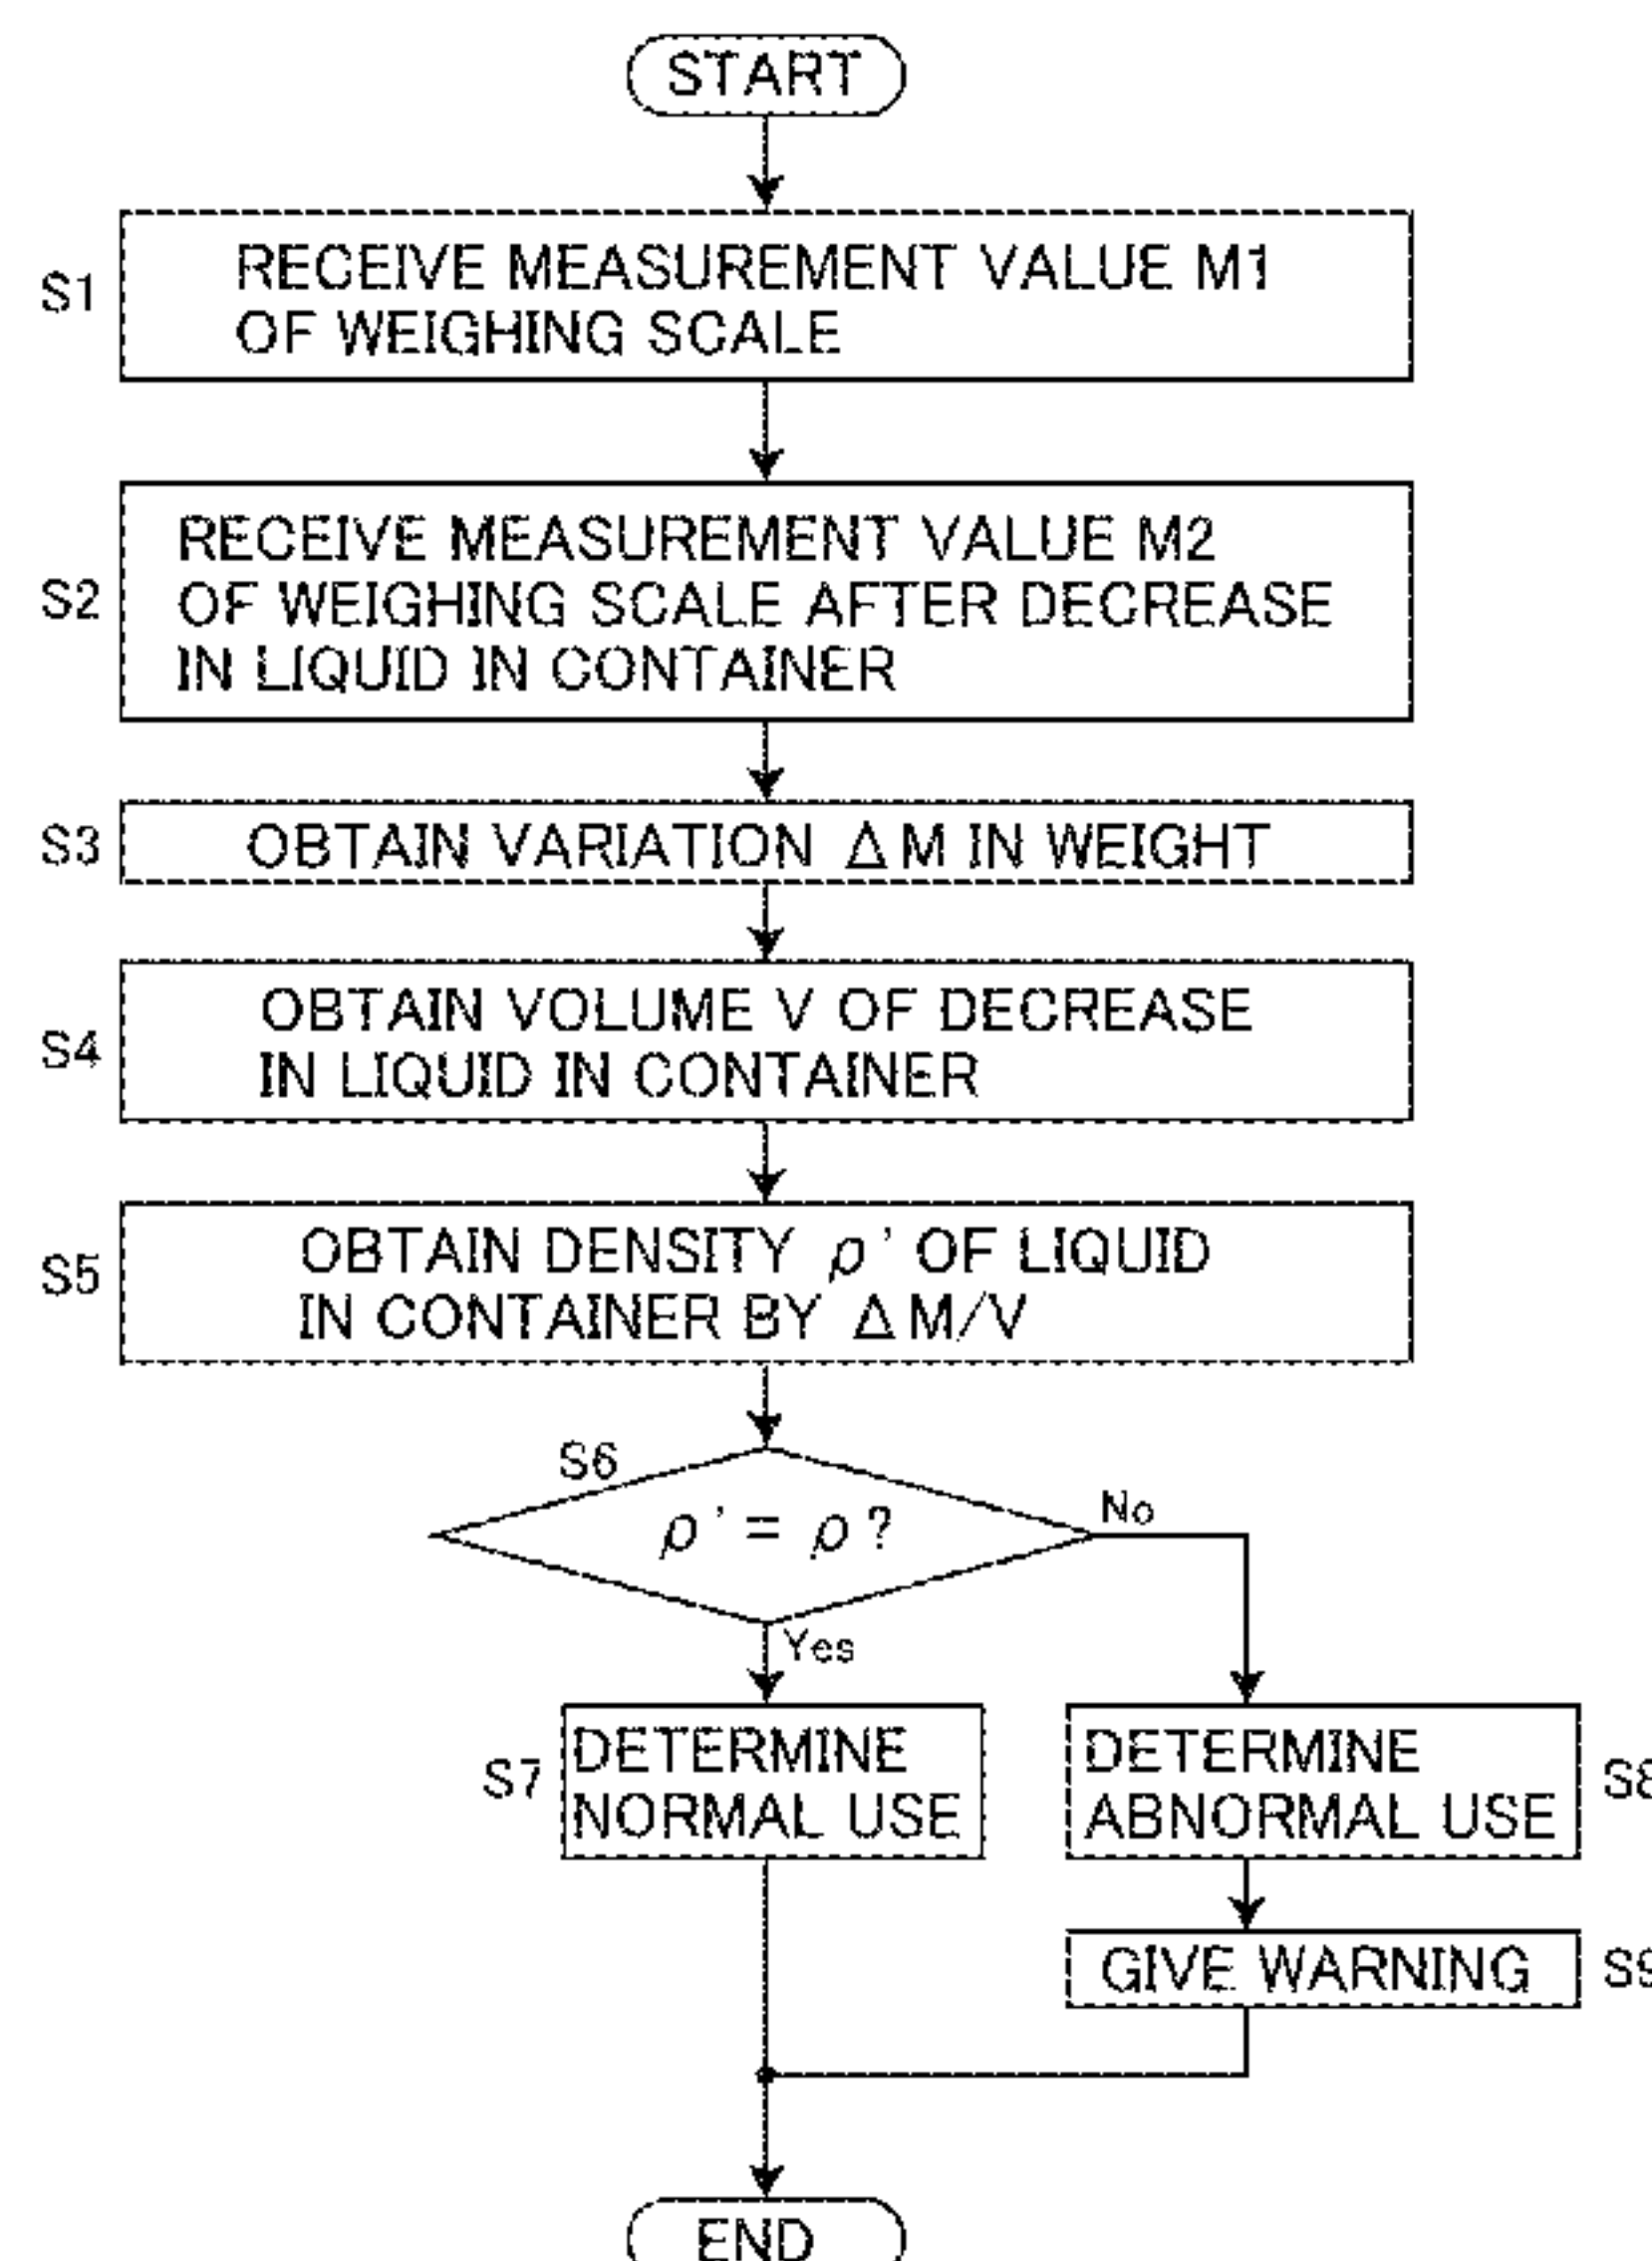 START
S1
RECEIVE MEASUREMENT VALUE M1
OF WEIGHING SCALE
S2
RECEIVE MEASUREMENT VALUE M2
OF WEIGHING SCALE AFTER DECREASE
IN LIQUID IN CONTAINER
S3
OBTAIN VARIATION ΔM IN WEIGHT
S4
OBTAIN VOLUME V OF DECREASE
IN LIQUID IN CONTAINER
S5
OBTAIN DENSITY ρ' OF LIQUID
IN CONTAINER BY ΔM/V
S6
ρ' = ρ?
No
Yes
S7
DETERMINE
NORMAL USE
DETERMINE
ABNORMAL USE
S8
GIVE WARNING
S9
END